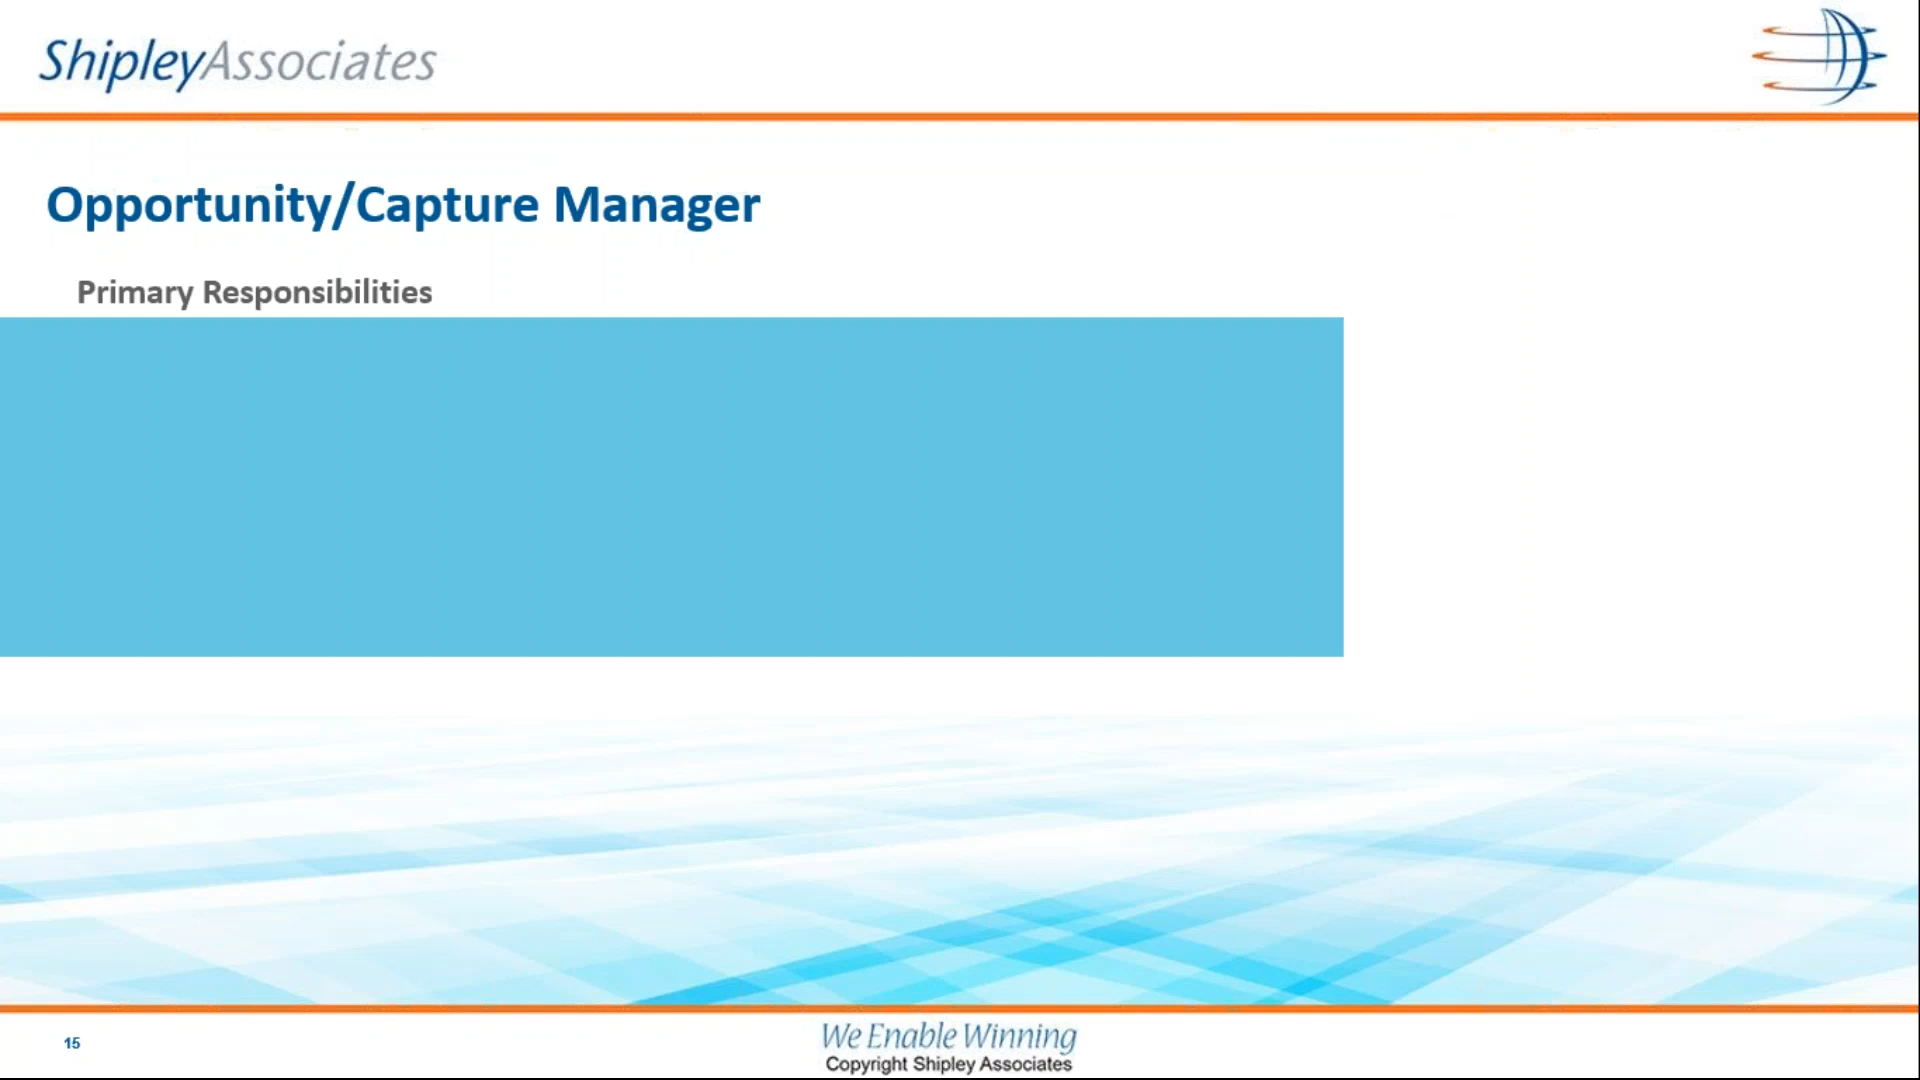 ShipleyAssociates
Opportunity/Capture Manager
Primary Responsibilities
15
We Enable Winning
Copyright Shipley Associates